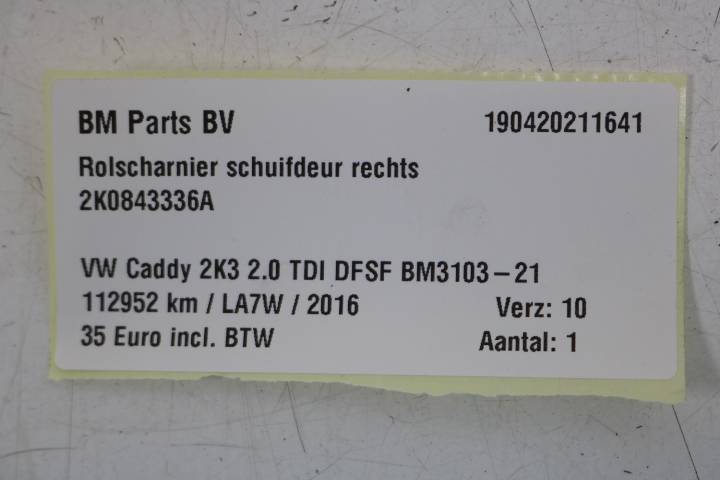 BM Parts BV 190420211641
Rolscharnier schuifdeur rechts
2K0843336A
VW Caddy 2K3 2.0 TDI DFSF BM3103-21
112952 km / LA7W / 2016 Verz: 10
35 Euro incl. BTW Aantal: 1